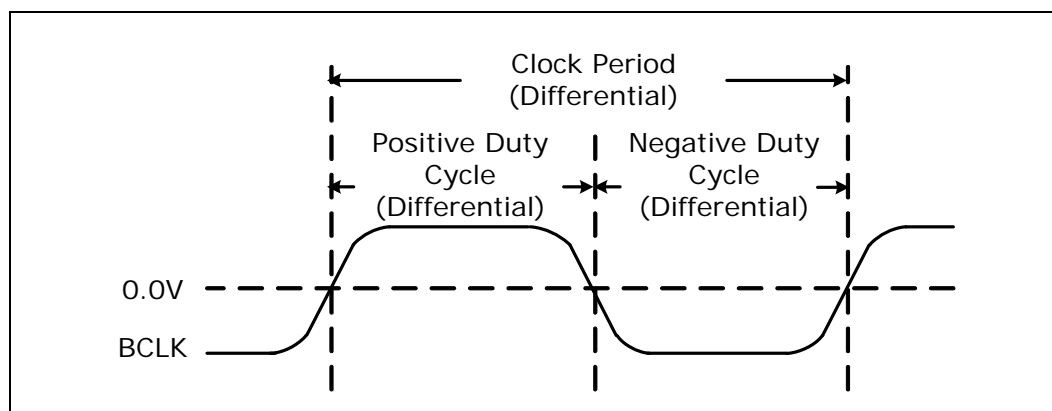 Clock Period
(Differential)
Positive Duty
Cycle
(Differential)
Negative Duty
Cycle
(Differential)
0.0V
BCLK